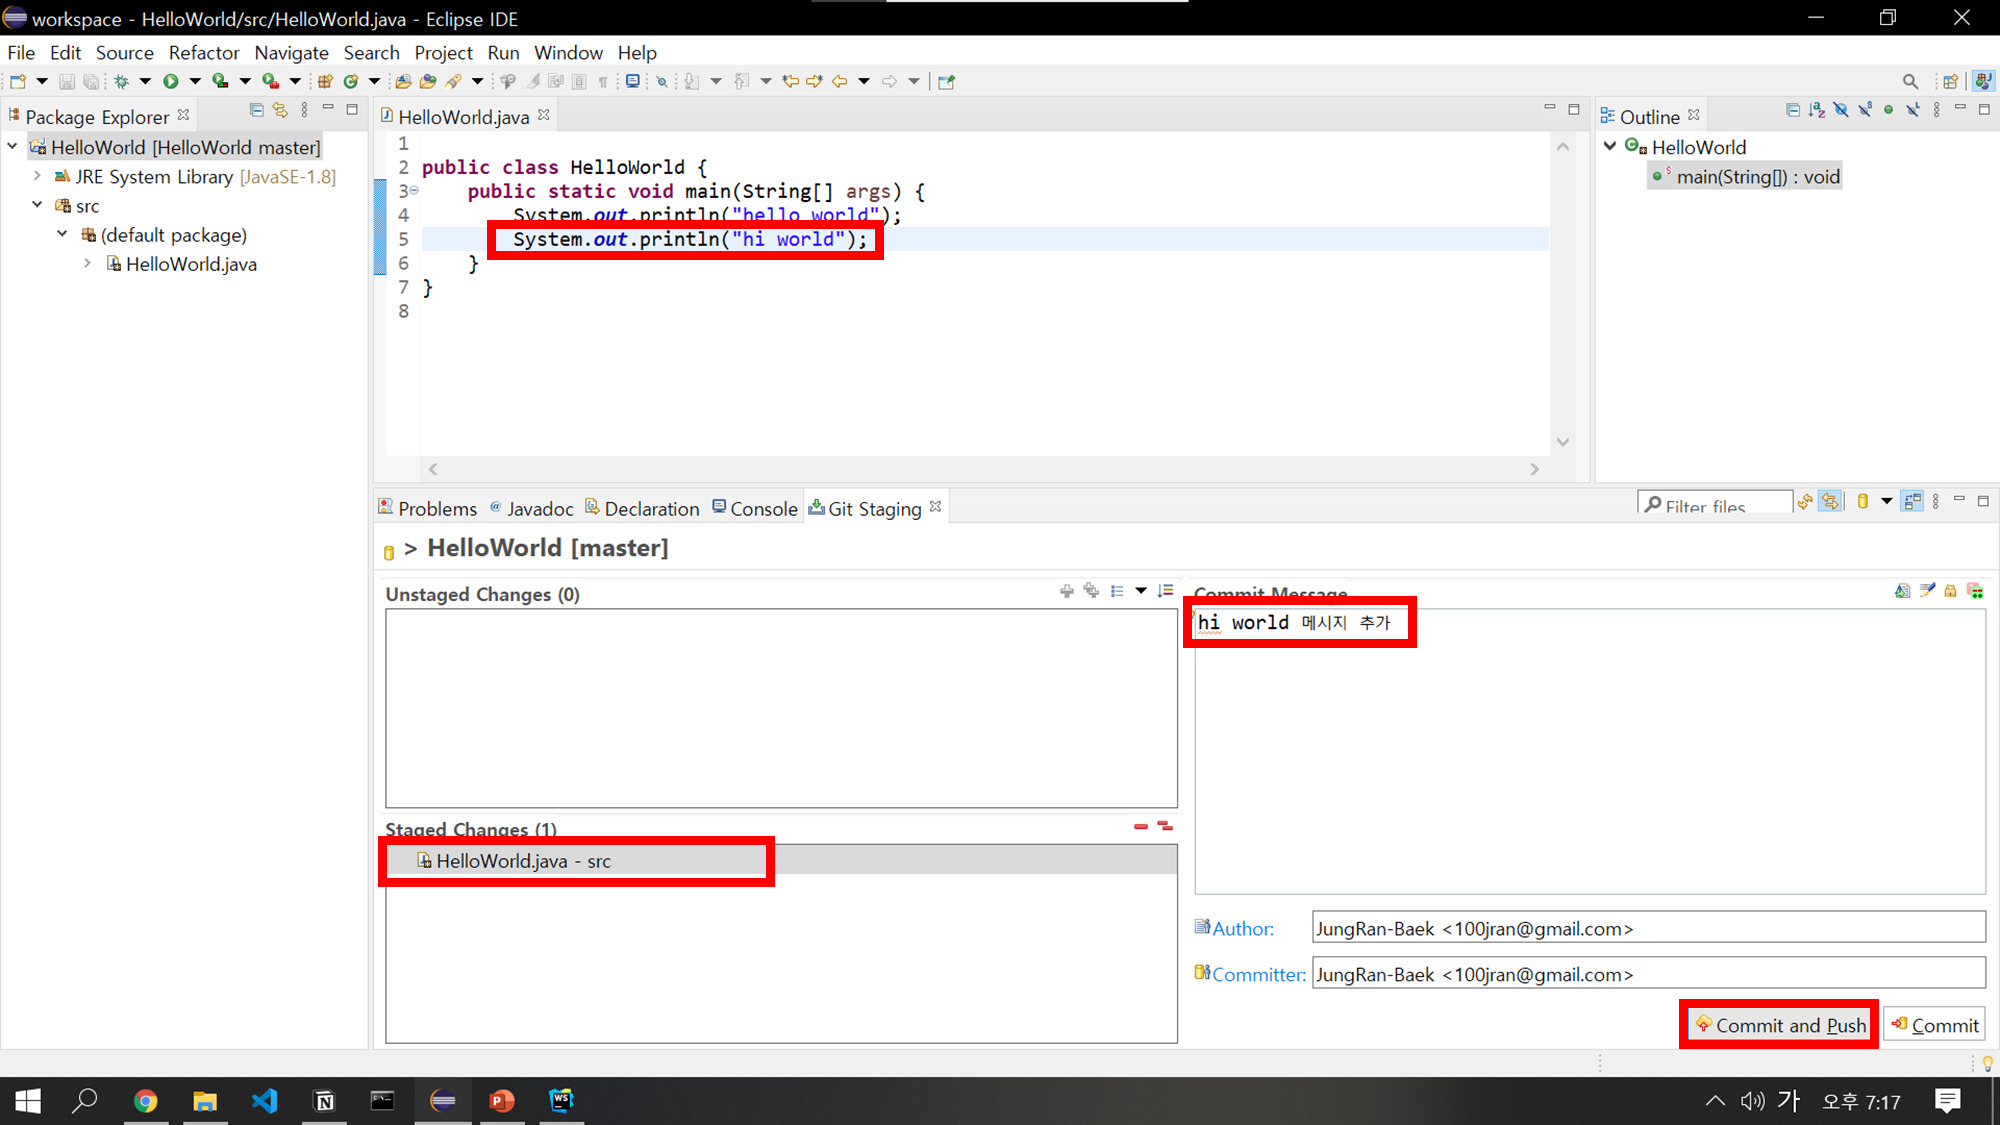 workspace - HelloWorld/src/HelloWorld.java - Eclipse IDE
File Edit Source Refactor Navigate Search Project Run Window Help
Package Explorer
HelloWorld [HelloWorld master]
JRE System Library [JavaSE-1.8]
src
(default package)
HelloWorld.java
HelloWorld.java
1
2 public class HelloWorld {
3 public static void main(String[] args) {
4 System.out.println("hello world");
5 System.out.println("hi world");
6 }
7 }
8
Outline
HelloWorld
main(String[]) : void
Problems @ Javadoc Declaration Console Git Staging
Filter files
> HelloWorld [master]
Unstaged Changes (0)
Staged Changes (1)
HelloWorld.java - src
Commit Message
hi world 메시지 추가
Author: JungRan-Baek <100jran@gmail.com>
Committer: JungRan-Baek <100jran@gmail.com>
Commit and Push Commit
가 오후 7:17